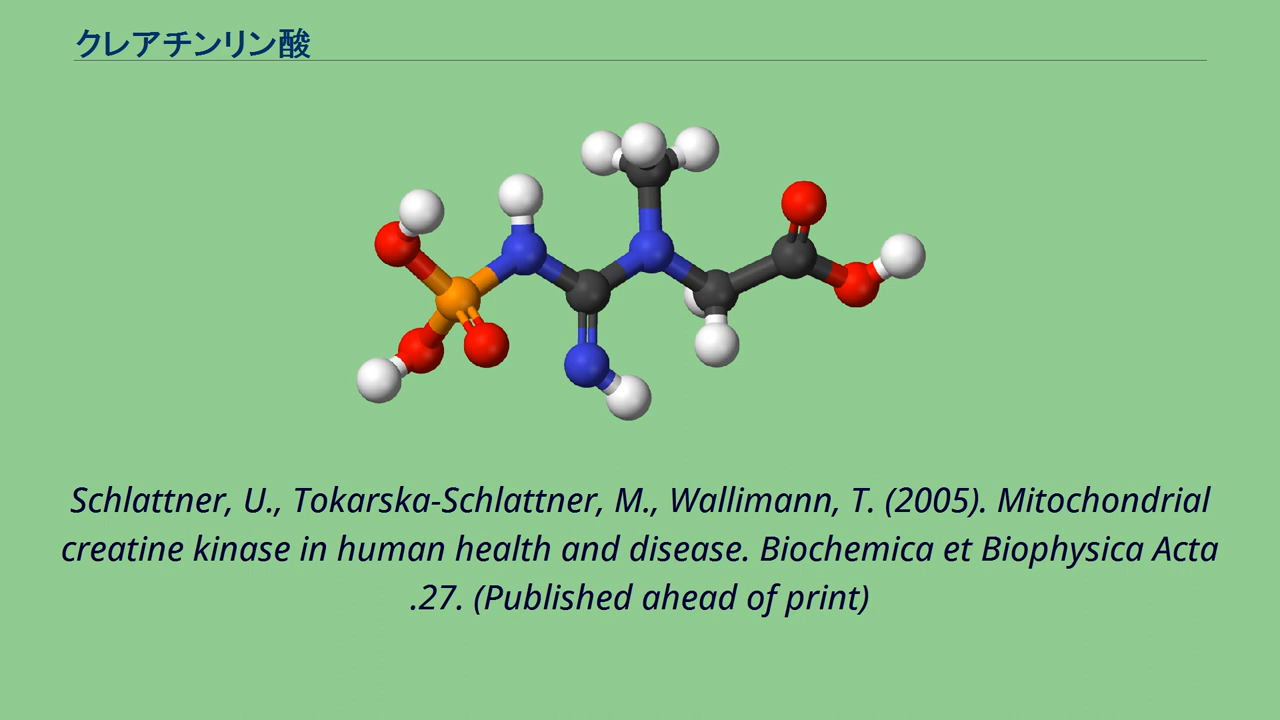 クレアチンリン酸
Schlattner, U., Tokarska-Schlattner, M., Wallimann, T. (2005). Mitochondrial
creatine kinase in human health and disease. Biochemica et Biophysica Acta
.27. (Published ahead of print)